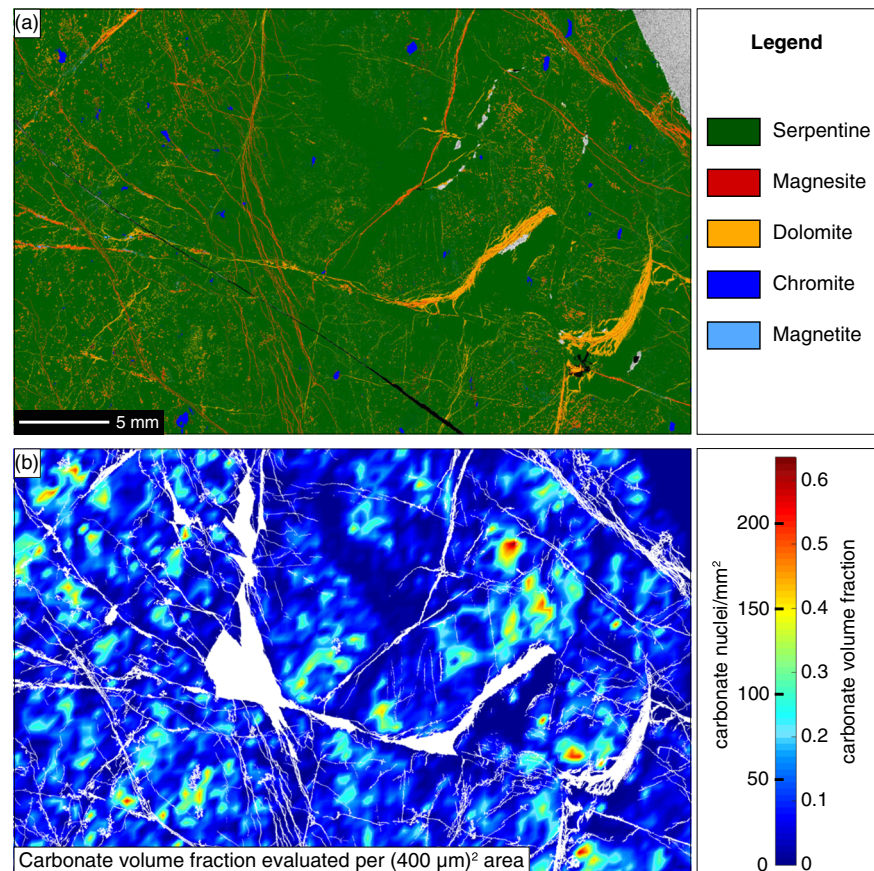 (a)
5 mm
Legend
Serpentine
Magnesite
Dolomite
Chromite
Magnetite
(b)
Carbonate volume fraction evaluated per (400 µm)² area
carbonate nuclei/mm²
200
150
100
50
0
0.6
0.5
0.4
0.3
0.2
0.1
0
carbonate volume fraction